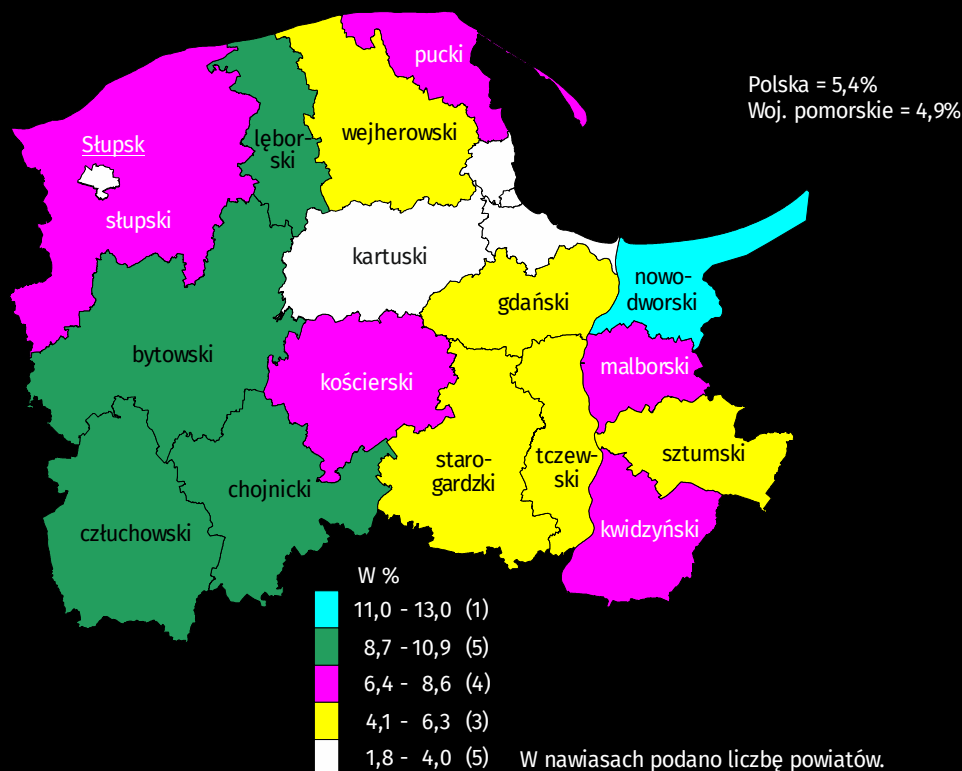 pucki
Polska = 5,4%
Woj. pomorskie = 4,9%
Słupsk
lębor-
ski
wejherowski
słupski
kartuski
nowo-
dworski
gdański
bytowski
kościerski
malborski
staro-
gardzki
tczew-
ski
sztumski
chojnicki
człuchowski
kwidzyński
W %
11,0 - 13,0 (1)
8,7 - 10,9 (5)
6,4 - 8,6 (4)
4,1 - 6,3 (3)
1,8 - 4,0 (5)
W nawiasach podano liczbę powiatów.